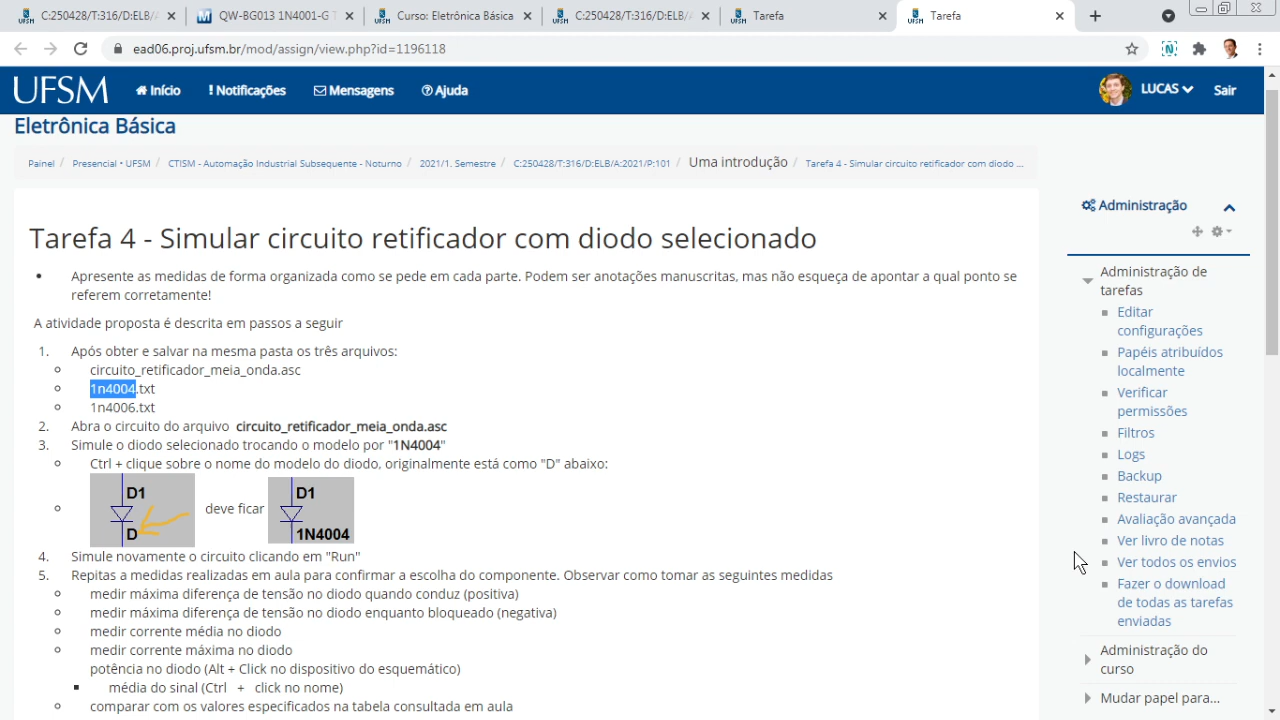 C:250428/T:316/D:ELB/
QW-BG013 1N4001-G
Curso: Eletrônica Básica
C:250428/T:316/D:ELB/
Tarefa
Tarefa
ead06.proj.ufsm.br/mod/assign/view.php?id=1196118
UFSM
Início
! Notificações
Mensagens
Ajuda
LUCAS
Sair
Eletrônica Básica
Painel / Presencial • UFSM / CTISM - Automação Industrial Subsequente - Noturno / 2021/1. Semestre / C:250428/T:316/D:ELB/A:2021/P:101 / Uma introdução / Tarefa 4 - Simular circuito retificador com diodo ...
Tarefa 4 - Simular circuito retificador com diodo selecionado
• Apresente as medidas de forma organizada como se pede em cada parte. Podem ser anotações manuscritas, mas não esqueça de apontar a qual ponto se
referem corretamente!
A atividade proposta é descrita em passos a seguir
1. Após obter e salvar na mesma pasta os três arquivos:
circuito_retificador_meia_onda.asc
1n4004.txt
1n4006.txt
2. Abra o circuito do arquivo circuito_retificador_meia_onda.asc
3. Simule o diodo selecionado trocando o modelo por "1N4004"
Ctrl + clique sobre o nome do modelo do diodo, originalmente está como "D" abaixo:
D1
D
deve ficar
D1
1N4004
4. Simule novamente o circuito clicando em "Run"
5. Repitas a medidas realizadas em aula para confirmar a escolha do componente. Observar como tomar as seguintes medidas
medir máxima diferença de tensão no diodo quando conduz (positiva)
medir máxima diferença de tensão no diodo enquanto bloqueado (negativa)
medir corrente média no diodo
medir corrente máxima no diodo
potência no diodo (Alt + Click no dispositivo do esquemático)
média do sinal (Ctrl + click no nome)
comparar com os valores especificados na tabela consultada em aula
Administração
Administração de
tarefas
Editar
configurações
Papéis atribuídos
localmente
Verificar
permissões
Filtros
Logs
Backup
Restaurar
Avaliação avançada
Ver livro de notas
Ver todos os envios
Fazer o download
de todas as tarefas
enviadas
Administração do
curso
Mudar papel para...